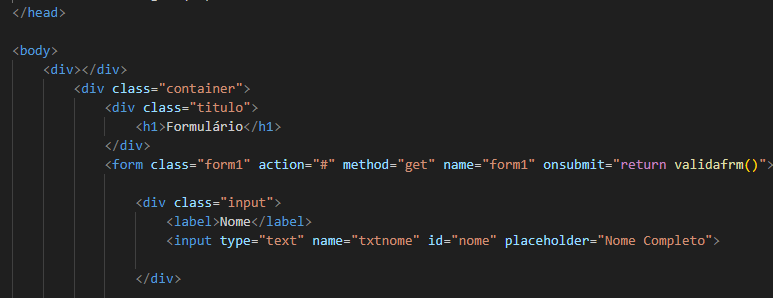 </head>
<body>
<div></div>
<div class="container">
<div class="titulo">
<h1>Formulário</h1>
</div>
<form class="form1" action="#" method="get" name="form1" onsubmit="return validafrm()">
<div class="input">
<label>Nome</label>
<input type="text" name="txtnome" id="nome" placeholder="Nome Completo">
</div>